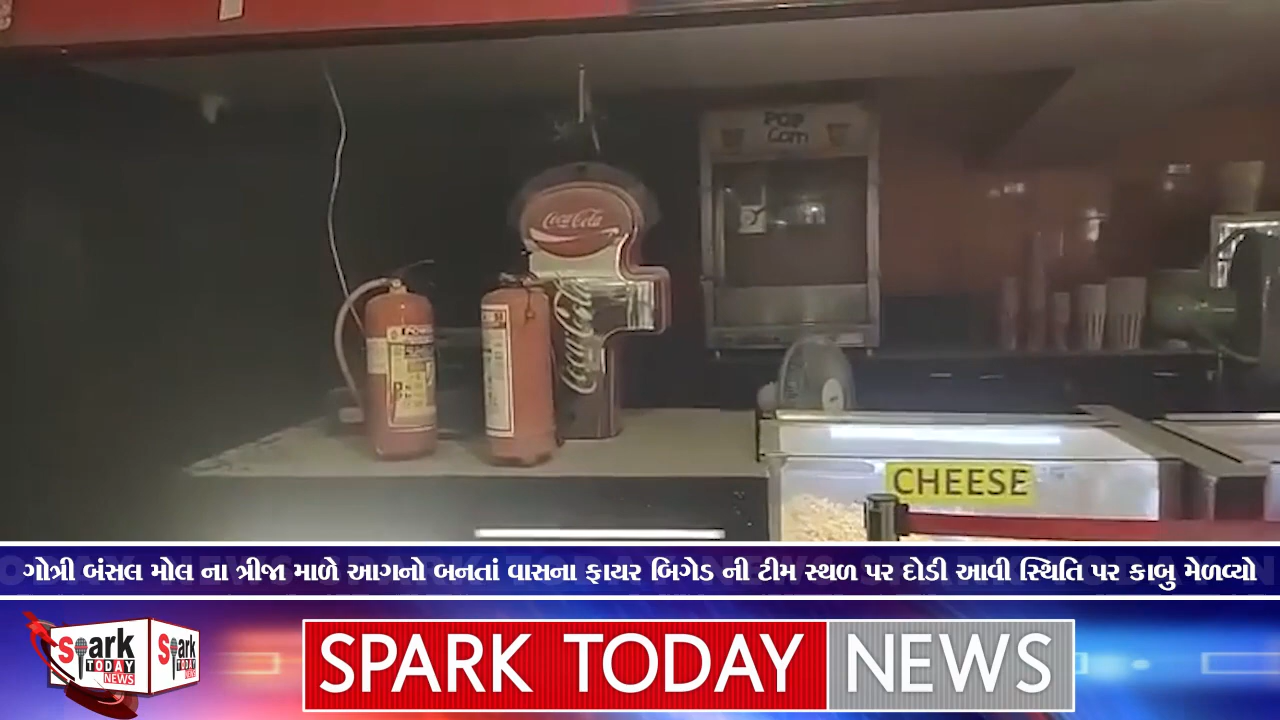 POP
Corn
Coca-Cola
Coca-Cola
POWER
CHEESE
ગોત્રી બંસલ મોલ ના ત્રીજા માળે આગનો બનતાં વાસના ફાયર બિગેડ ની ટીમ સ્થળ પર દોડી આવી સ્થિતિ પર કાબુ મેળવ્યો
Spark
TODAY
NEWS
Spark
TODAY
NEWS
SPARK TODAY NEWS